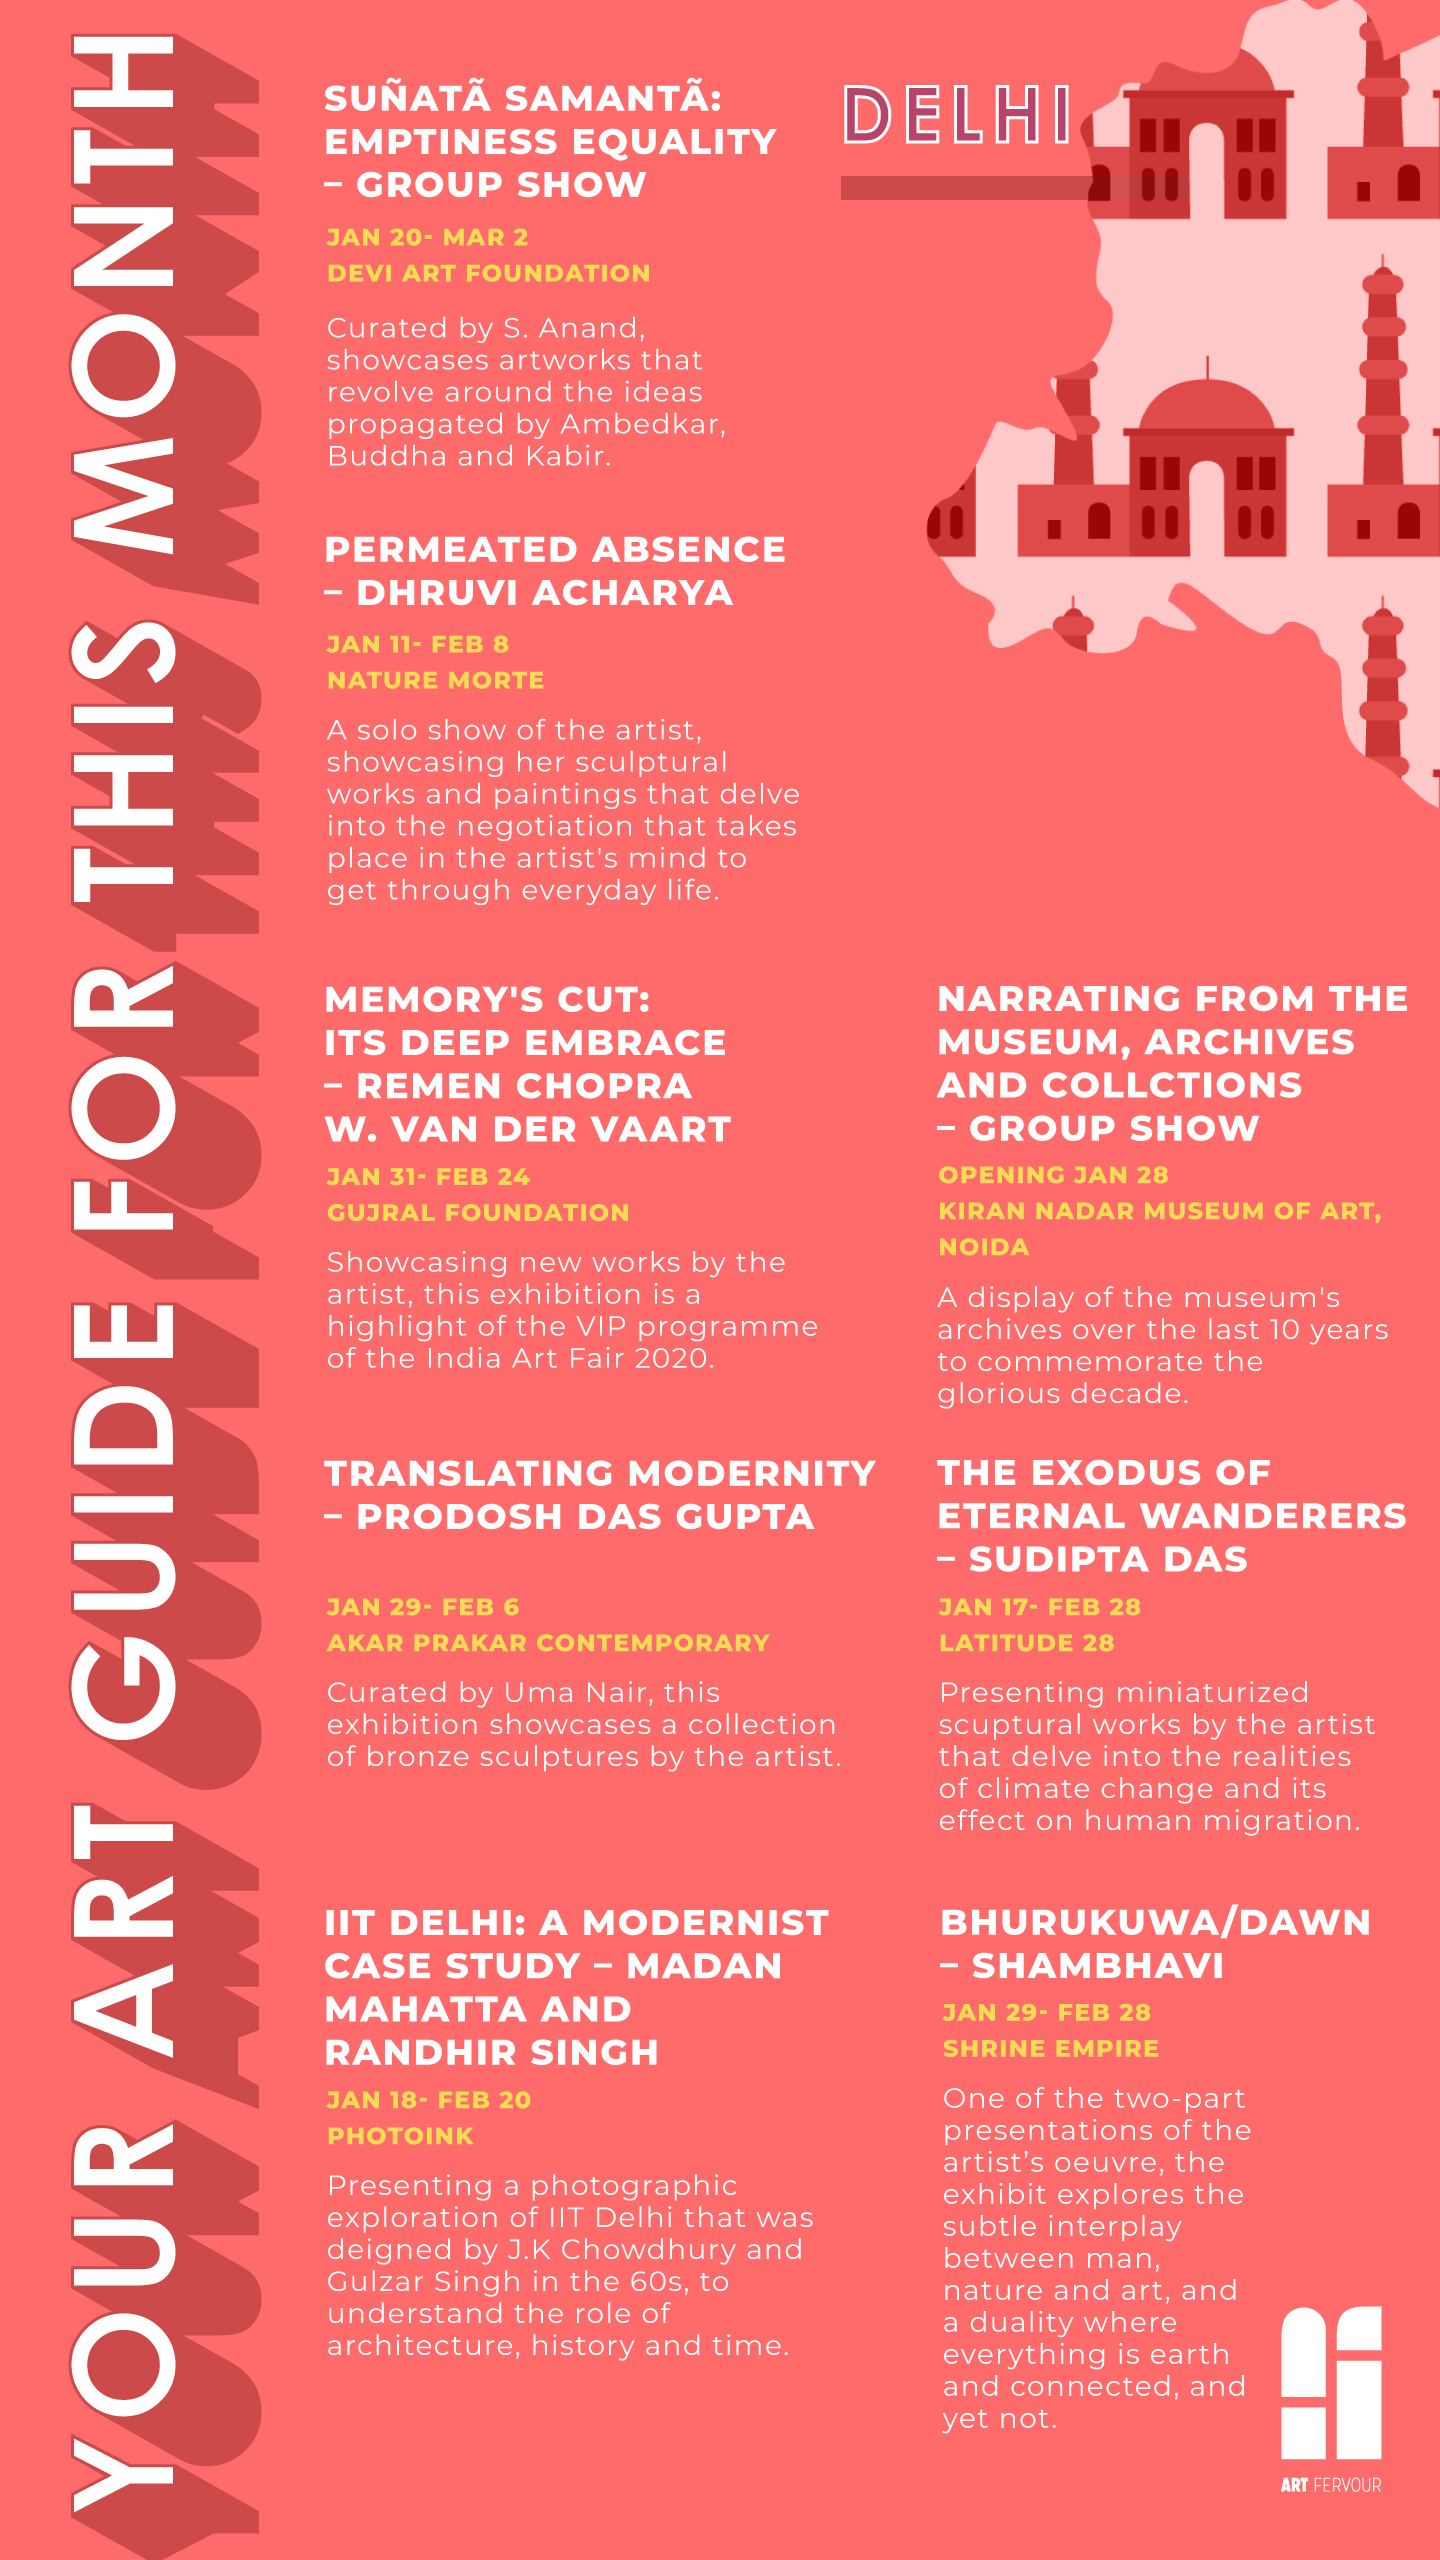 YOUR ART GUIDE FOR THIS MONTH
DELHI
SUÑATÃ SAMANTÃ:
EMPTINESS EQUALITY
– GROUP SHOW
JAN 20- MAR 2
DEVI ART FOUNDATION
Curated by S. Anand,
showcases artworks that
revolve around the ideas
propagated by Ambedkar,
Buddha and Kabir.
PERMEATED ABSENCE
– DHRUVI ACHARYA
JAN 11- FEB 8
NATURE MORTE
A solo show of the artist,
showcasing her sculptural
works and paintings that delve
into the negotiation that takes
place in the artist's mind to
get through everyday life.
MEMORY'S CUT:
ITS DEEP EMBRACE
– REMEN CHOPRA
W. VAN DER VAART
JAN 31- FEB 24
GUJRAL FOUNDATION
Showcasing new works by the
artist, this exhibition is a
highlight of the VIP programme
of the India Art Fair 2020.
NARRATING FROM THE
MUSEUM, ARCHIVES
AND COLLCTIONS
– GROUP SHOW
OPENING JAN 28
KIRAN NADAR MUSEUM OF ART,
NOIDA
A display of the museum's
archives over the last 10 years
to commemorate the
glorious decade.
TRANSLATING MODERNITY
– PRODOSH DAS GUPTA
JAN 29- FEB 6
AKAR PRAKAR CONTEMPORARY
Curated by Uma Nair, this
exhibition showcases a collection
of bronze sculptures by the artist.
THE EXODUS OF
ETERNAL WANDERERS
– SUDIPTA DAS
JAN 17- FEB 28
LATITUDE 28
Presenting miniaturized
scuptural works by the artist
that delve into the realities
of climate change and its
effect on human migration.
IIT DELHI: A MODERNIST
CASE STUDY – MADAN
MAHATTA AND
RANDHIR SINGH
JAN 18- FEB 20
PHOTOINK
Presenting a photographic
exploration of IIT Delhi that was
deigned by J.K Chowdhury and
Gulzar Singh in the 60s, to
understand the role of
architecture, history and time.
BHURUKUWA/DAWN
– SHAMBHAVI
JAN 29- FEB 28
SHRINE EMPIRE
One of the two-part
presentations of the
artist’s oeuvre, the
exhibit explores the
subtle interplay
between man,
nature and art, and
a duality where
everything is earth
and connected, and
yet not.
ART FERVOUR